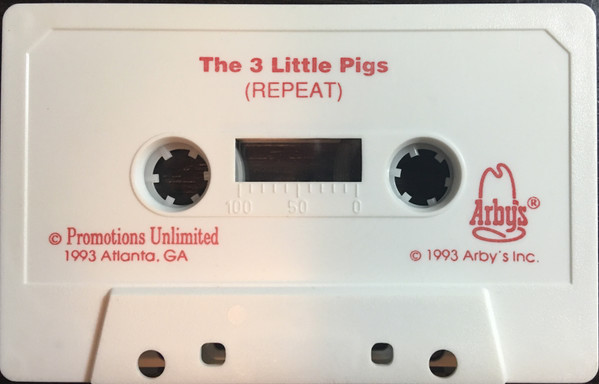 The 3 Little Pigs
(REPEAT)
100 50 0
Arby's®
© Promotions Unlimited
1993 Atlanta, GA
© 1993 Arby's Inc.